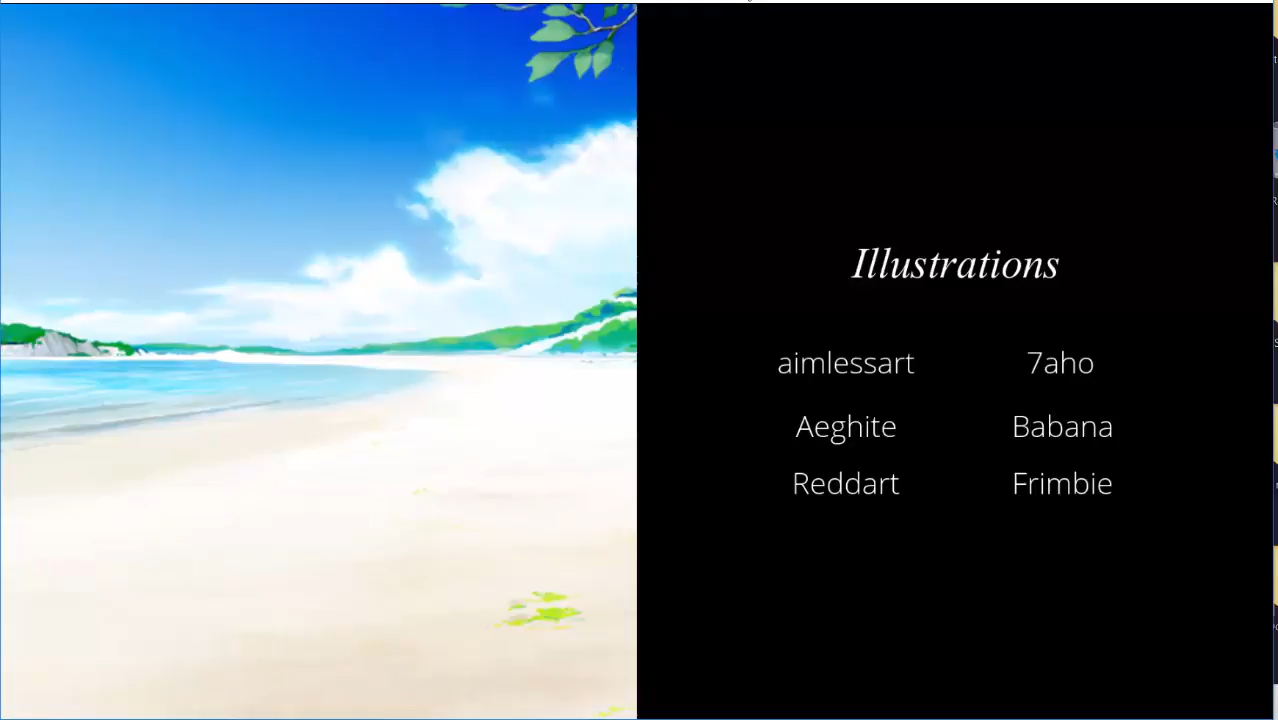 Illustrations
aimlessart 7aho
Aeghite Babana
Reddart Frimbie